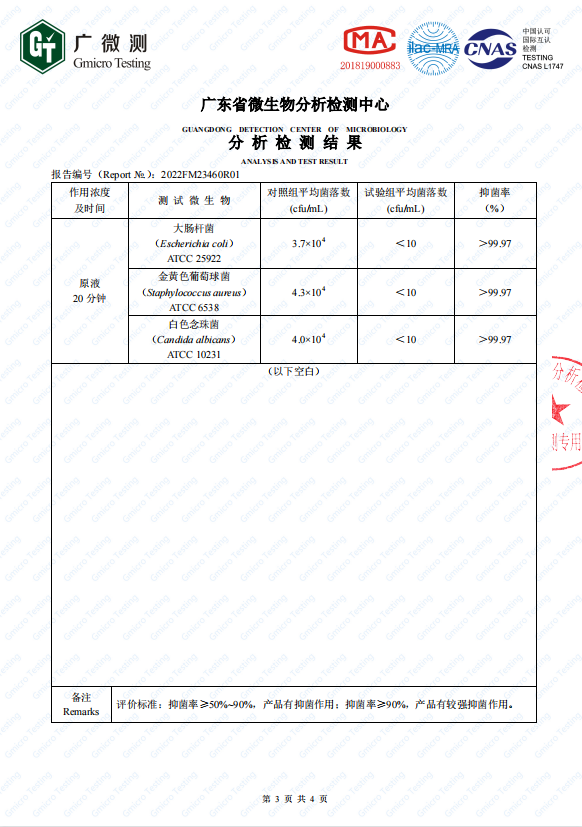 广微测
Gmicro Testing
MA
201819000883
ilac-MRA
CNAS
中国认可
国际互认
检测
TESTING
CNAS L1747
广东省微生物分析检测中心
GUANGDONG DETECTION CENTER OF MICROBIOLOGY
分析检测结果
ANALYSIS AND TEST RESULT
报告编号（Report №.）：2022FM23460R01
作用浓度
及时间
测试微生物
对照组平均菌落数
(cfu/mL)
试验组平均菌落数
(cfu/mL)
抑菌率
（%）
原液
20 分钟
大肠杆菌
（Escherichia coli）
ATCC 25922
3.7×10⁴
＜10
＞99.97
金黄色葡萄球菌
（Staphylococcus aureus）
ATCC 6538
4.3×10⁴
＜10
＞99.97
白色念珠菌
（Candida albicans）
ATCC 10231
4.0×10⁴
＜10
＞99.97
（以下空白）
分析检
测专用
备注
Remarks
评价标准：抑菌率≥50%~90%，产品有抑菌作用；抑菌率≥90%，产品有较强抑菌作用。
第 3 页 共 4 页